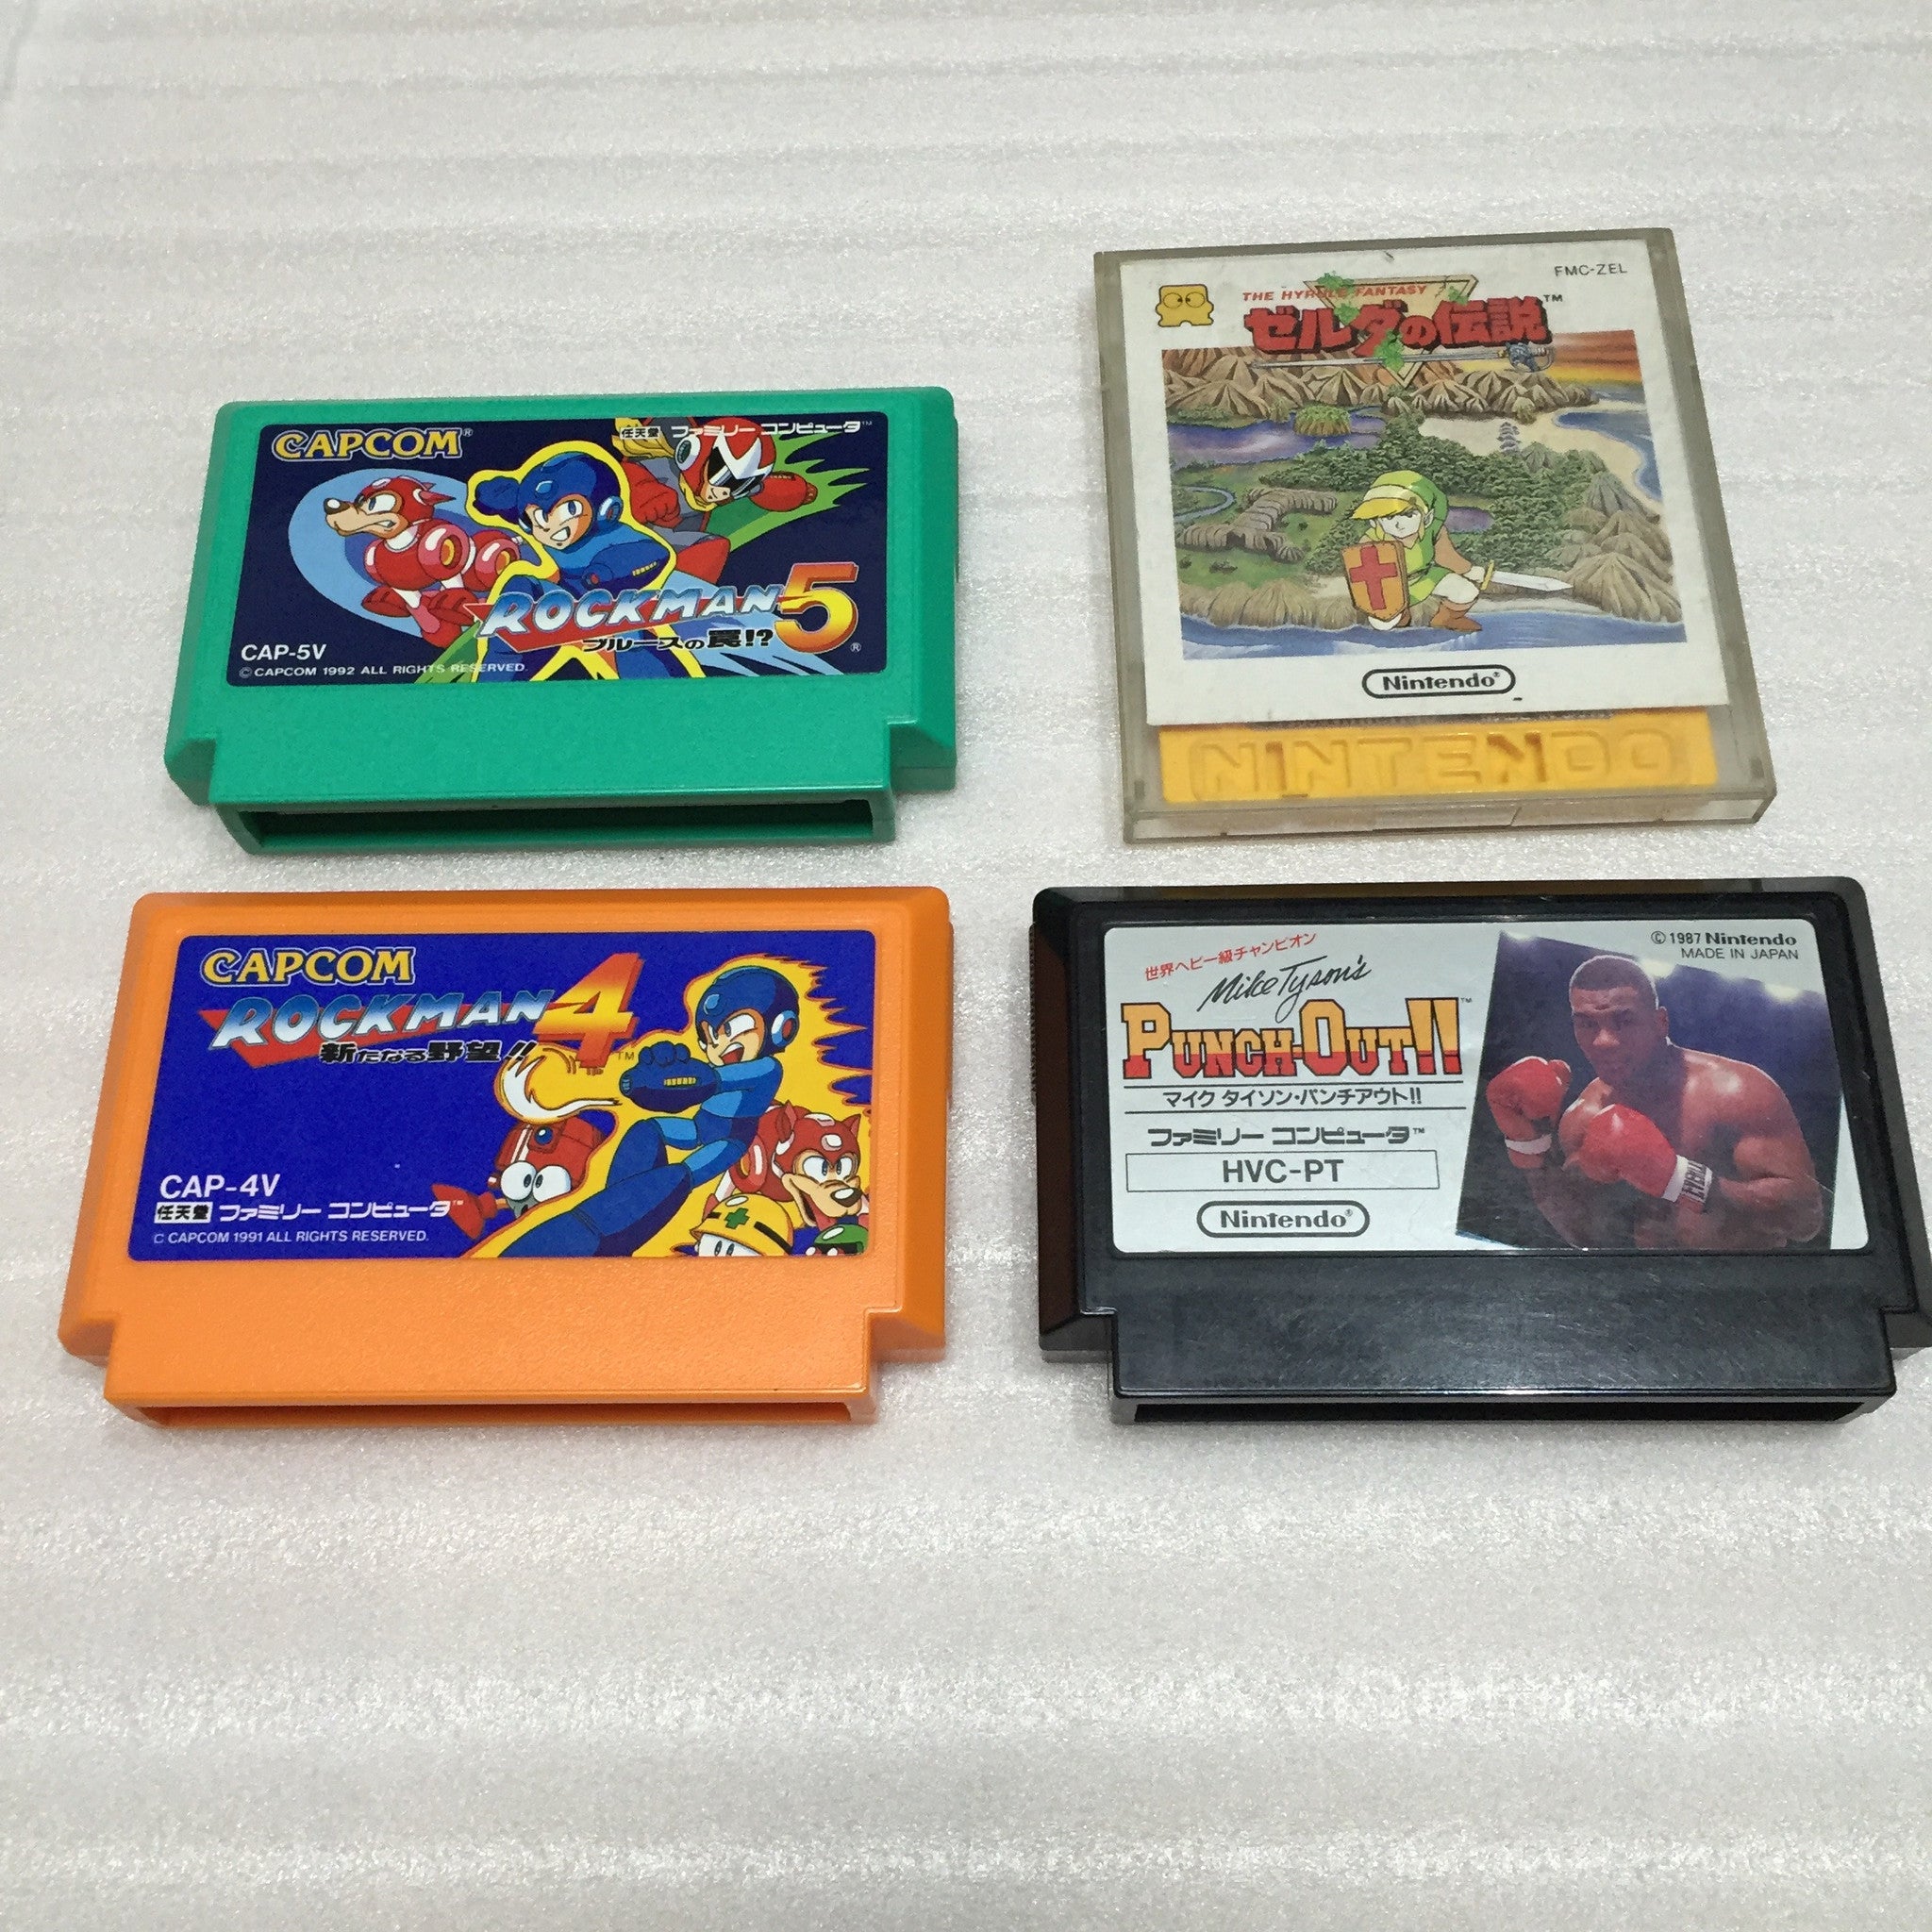 CAPCOM®
任天堂 ファミリー コンピュータ™
ROCKMAN 5
ブルースの罠!?
®
CAP-5V
© CAPCOM 1992 ALL RIGHTS RESERVED.
FMC-ZEL
THE HYRULE FANTASY
ゼルダの伝説™
Nintendo®
NINTENDO
CAPCOM
ROCKMAN 4
新たなる野望!!
™
CAP-4V
任天堂 ファミリー コンピュータ™
C CAPCOM 1991 ALL RIGHTS RESERVED.
世界ヘビー級チャンピオン
Mike Tyson's
PUNCH-OUT!!™
マイク タイソン・パンチアウト!!
ファミリー コンピュータ™
HVC-PT
Nintendo®
© 1987 Nintendo
MADE IN JAPAN